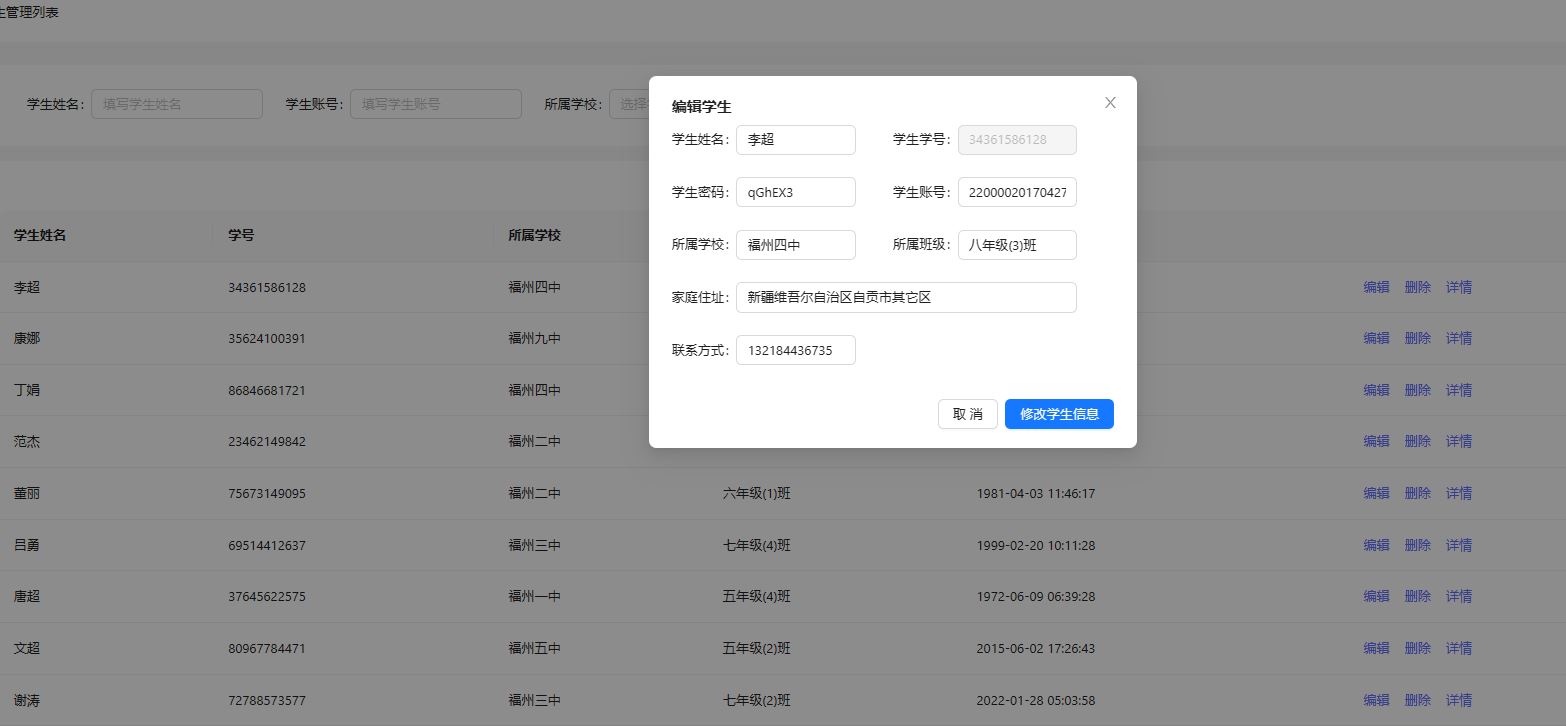 生管理列表
学生姓名: 填写学生姓名 学生账号: 填写学生账号 所属学校: 选择
编辑学生
学生姓名: 李超 学生学号: 34361586128
学生密码: qGhEX3 学生账号: 22000020170427
所属学校: 福州四中 所属班级: 八年级(3)班
家庭住址: 新疆维吾尔自治区自贡市其它区
联系方式: 132184436735
取 消 修改学生信息
学生姓名 学号 所属学校
李超 34361586128 福州四中 编辑 删除 详情
康娜 35624100391 福州九中 编辑 删除 详情
丁娟 86846681721 福州四中 编辑 删除 详情
范杰 23462149842 福州二中 编辑 删除 详情
董丽 75673149095 福州二中 六年级(1)班 1981-04-03 11:46:17 编辑 删除 详情
吕勇 69514412637 福州三中 七年级(4)班 1999-02-20 10:11:28 编辑 删除 详情
唐超 37645622575 福州一中 五年级(4)班 1972-06-09 06:39:28 编辑 删除 详情
文超 80967784471 福州五中 五年级(2)班 2015-06-02 17:26:43 编辑 删除 详情
谢涛 72788573577 福州三中 七年级(2)班 2022-01-28 05:03:58 编辑 删除 详情